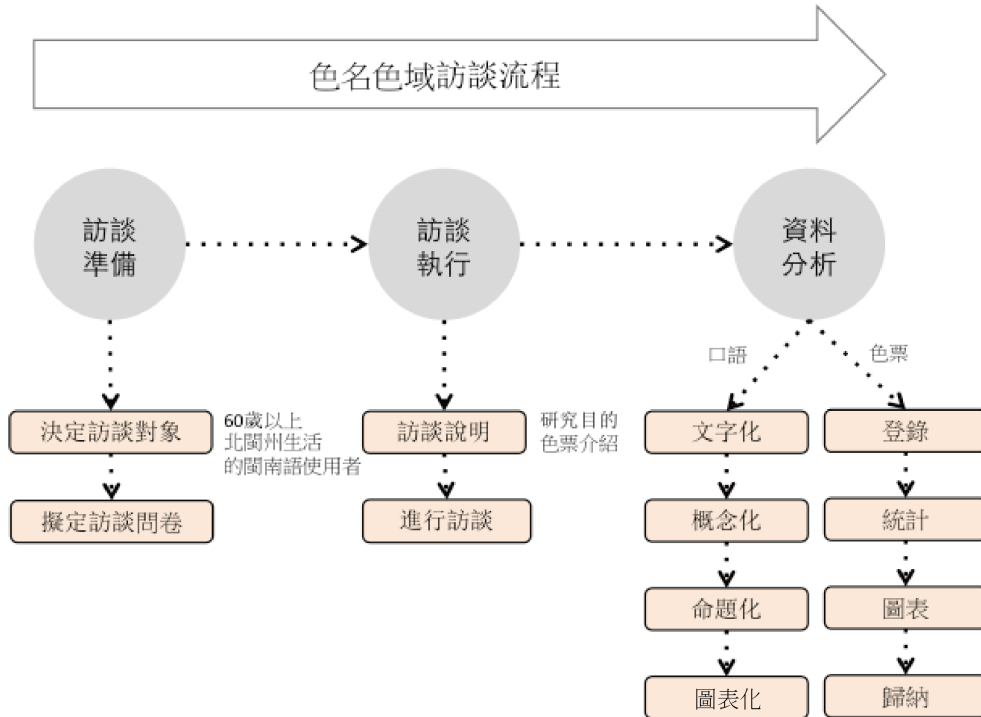 色名色域訪談流程
訪談
準備
訪談
執行
資料
分析
口語
色票
決定訪談對象
60歲以上
北閩州生活
的閩南語使用者
訪談說明
研究目的
色票介紹
文字化
登錄
擬定訪談問卷
進行訪談
概念化
統計
命題化
圖表
圖表化
歸納